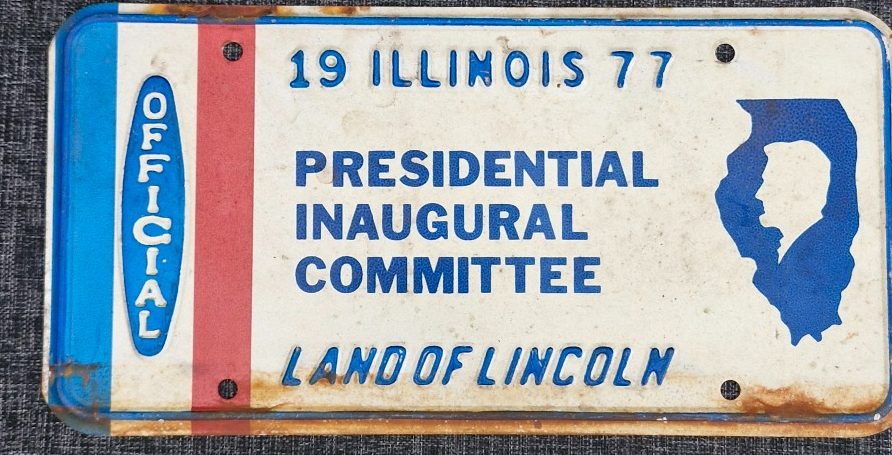 OFFICIAL
19 ILLINOIS 77
PRESIDENTIAL
INAUGURAL
COMMITTEE
LAND OF LINCOLN